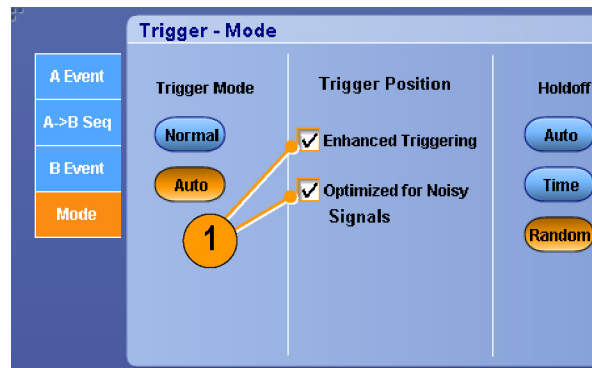 Trigger - Mode
A Event
A->B Seq
B Event
Mode
Trigger Mode
Normal
Auto
1
Trigger Position
Enhanced Triggering
Optimized for Noisy
Signals
Holdoff
Auto
Time
Random